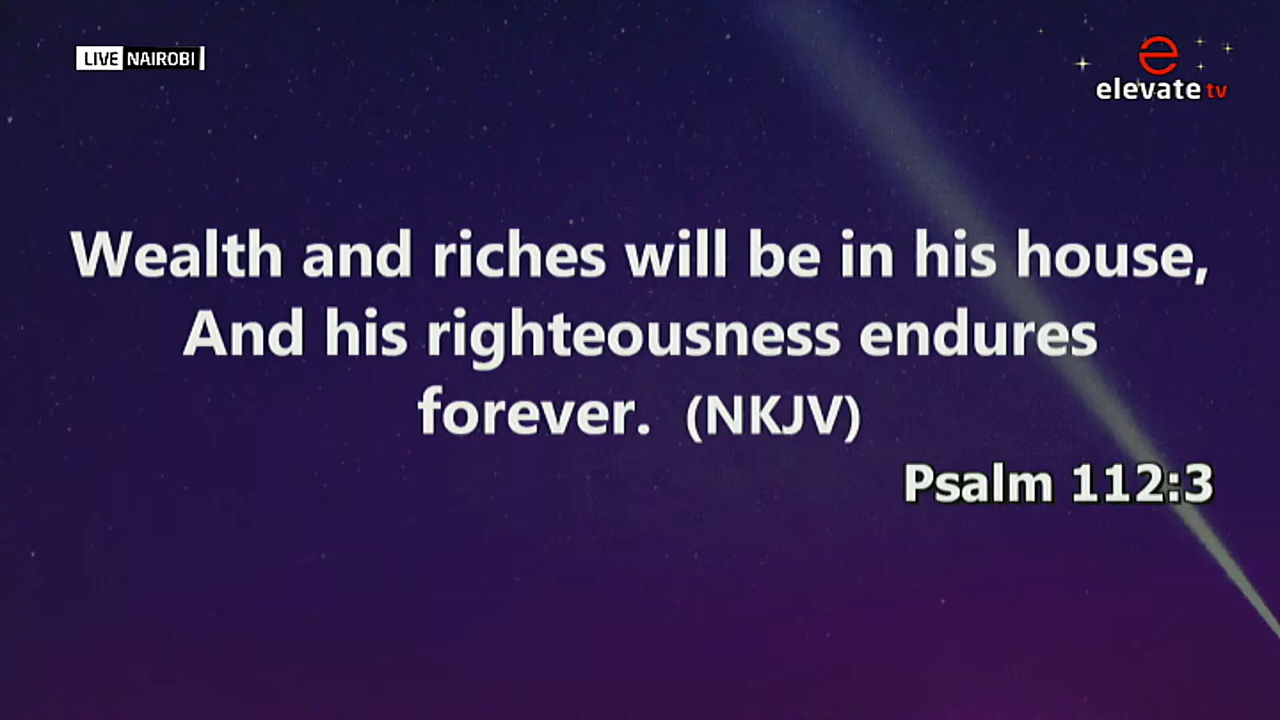 LIVE NAIROBI
e
elevate tv
Wealth and riches will be in his house,
And his righteousness endures
forever. (NKJV)
Psalm 112:3